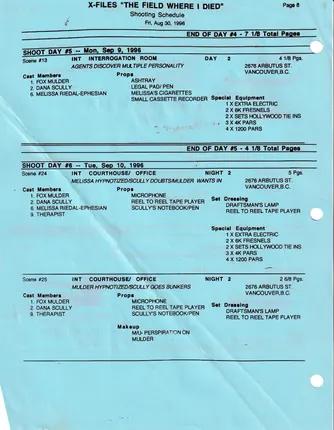 X-FILES "THE FIELD WHERE I DIED" Page 8
Shooting Schedule
Fri, Aug 30, 1996
END OF DAY #4 - 7 1/8 Total Pages
SHOOT DAY #5 -- Mon, Sep 9, 1996
Scene #13 INT INTERROGATION ROOM DAY 2 4 1/8 Pgs.
AGENTS DISCOVER MULTIPLE PERSONALITY 2676 ARBUTUS ST.
VANCOUVER,B.C.
Cast Members Props
1. FOX MULDER ASHTRAY
2. DANA SCULLY LEGAL PAD/ PEN
6. MELISSA RIEDAL-EPHESIAN MELISSA'S CIGARETTES
SMALL CASSETTE RECORDER Special Equipment
1 X EXTRA ELECTRIC
2 X 6K FRESNELS
2 X SETS HOLLYWOOD TIE INS
3 X 4K PARS
4 X 1200 PARS
END OF DAY #5 - 4 1/8 Total Pages
SHOOT DAY #6 -- Tue, Sep 10, 1996
Scene #24 INT COURTHOUSE/ OFFICE NIGHT 2 5 Pgs.
MELISSA HYPNOTIZED/SCULLY DOUBTS/MULDER WANTS IN 2676 ARBUTUS ST.
VANCOUVER,B.C.
Cast Members Props
1. FOX MULDER MICROPHONE
2. DANA SCULLY REEL TO REEL TAPE PLAYER Set Dressing
6. MELISSA RIEDAL-EPHESIAN SCULLY'S NOTEBOOK/PEN DRAFTSMAN'S LAMP
9. THERAPIST REEL TO REEL TAPE PLAYER
Special Equipment
1 X EXTRA ELECTRIC
2 X 6K FRESNELS
2 X SETS HOLLYWOOD TIE INS
3 X 4K PARS
4 X 1200 PARS
Scene #25 INT COURTHOUSE/ OFFICE NIGHT 2 2 6/8 Pgs.
MULDER HYPNOTIZED/SCULLY GOES BUNKERS 2676 ARBUTUS ST.
VANCOUVER,B.C.
Cast Members Props
1. FOX MULDER MICROPHONE
2. DANA SCULLY REEL TO REEL TAPE PLAYER Set Dressing
9. THERAPIST SCULLY'S NOTEBOOK/PEN DRAFTSMAN'S LAMP
REEL TO REEL TAPE PLAYER
Makeup
M/U- PERSPIRATION ON
MULDER